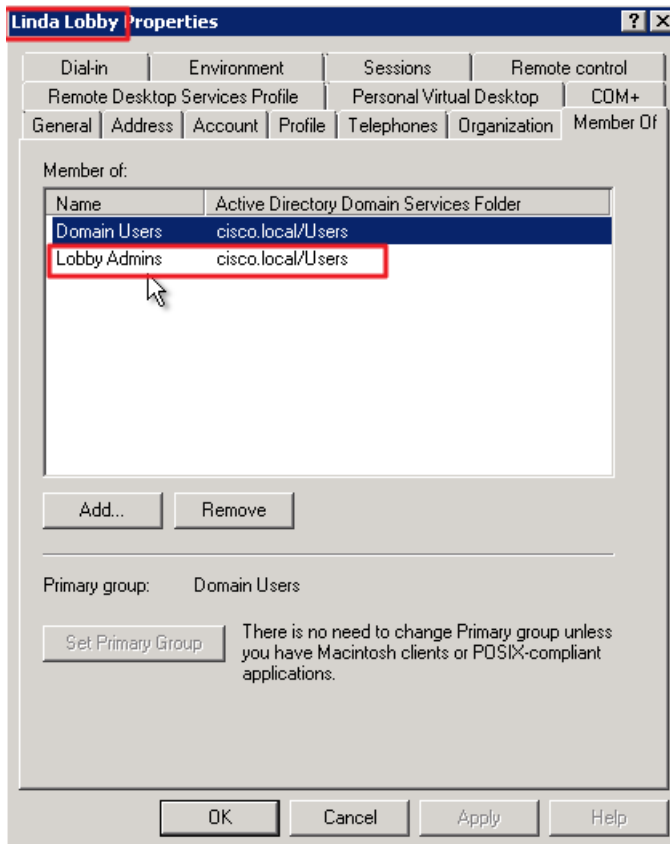 Linda Lobby Properties
Dial-in Environment Sessions Remote control
Remote Desktop Services Profile Personal Virtual Desktop COM+
General Address Account Profile Telephones Organization Member Of
Member of:
Name Active Directory Domain Services Folder
Domain Users cisco.local/Users
Lobby Admins cisco.local/Users
Add... Remove
Primary group: Domain Users
Set Primary Group
There is no need to change Primary group unless
you have Macintosh clients or POSIX-compliant
applications.
OK Cancel Apply Help